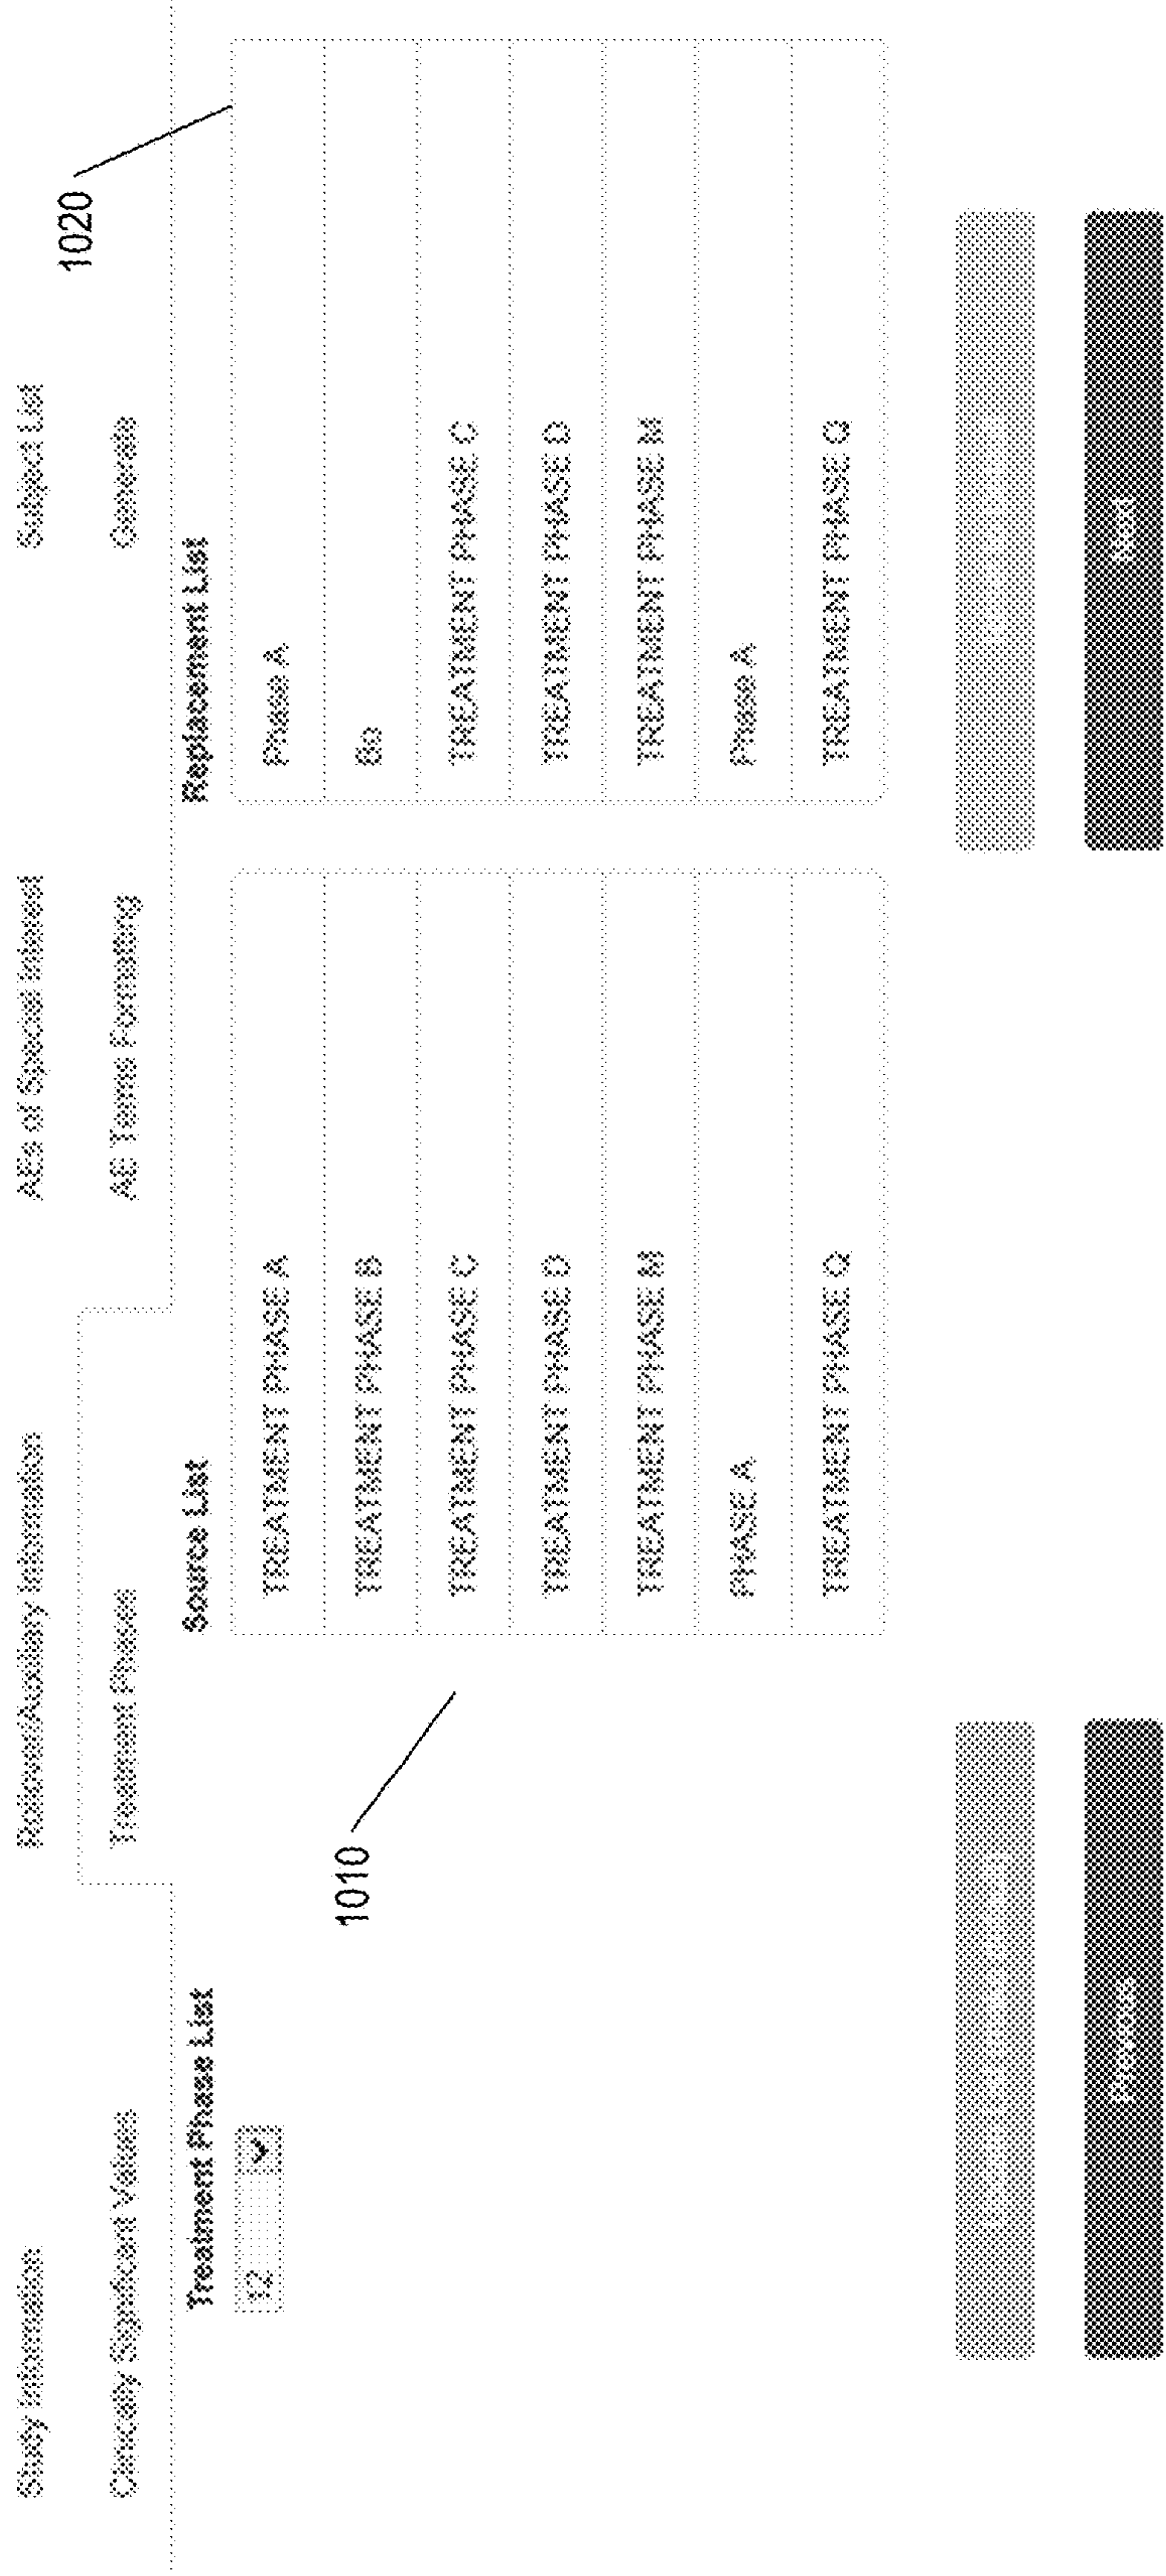 Study Information
Rollover/Auxiliary Information
AEs of Special Interest
Subject List
Clinically Significant Values
Treatment Phases
AE Terms Formatting
Generate
1020
Treatment Phase List
Source List
Replacement List
12
1010
TREATMENT PHASE A
Phase A
TREATMENT PHASE B
Bo
TREATMENT PHASE C
TREATMENT PHASE C
TREATMENT PHASE D
TREATMENT PHASE D
TREATMENT PHASE M
TREATMENT PHASE M
PHASE A
Phase A
TREATMENT PHASE Q
TREATMENT PHASE Q
Previous
Next